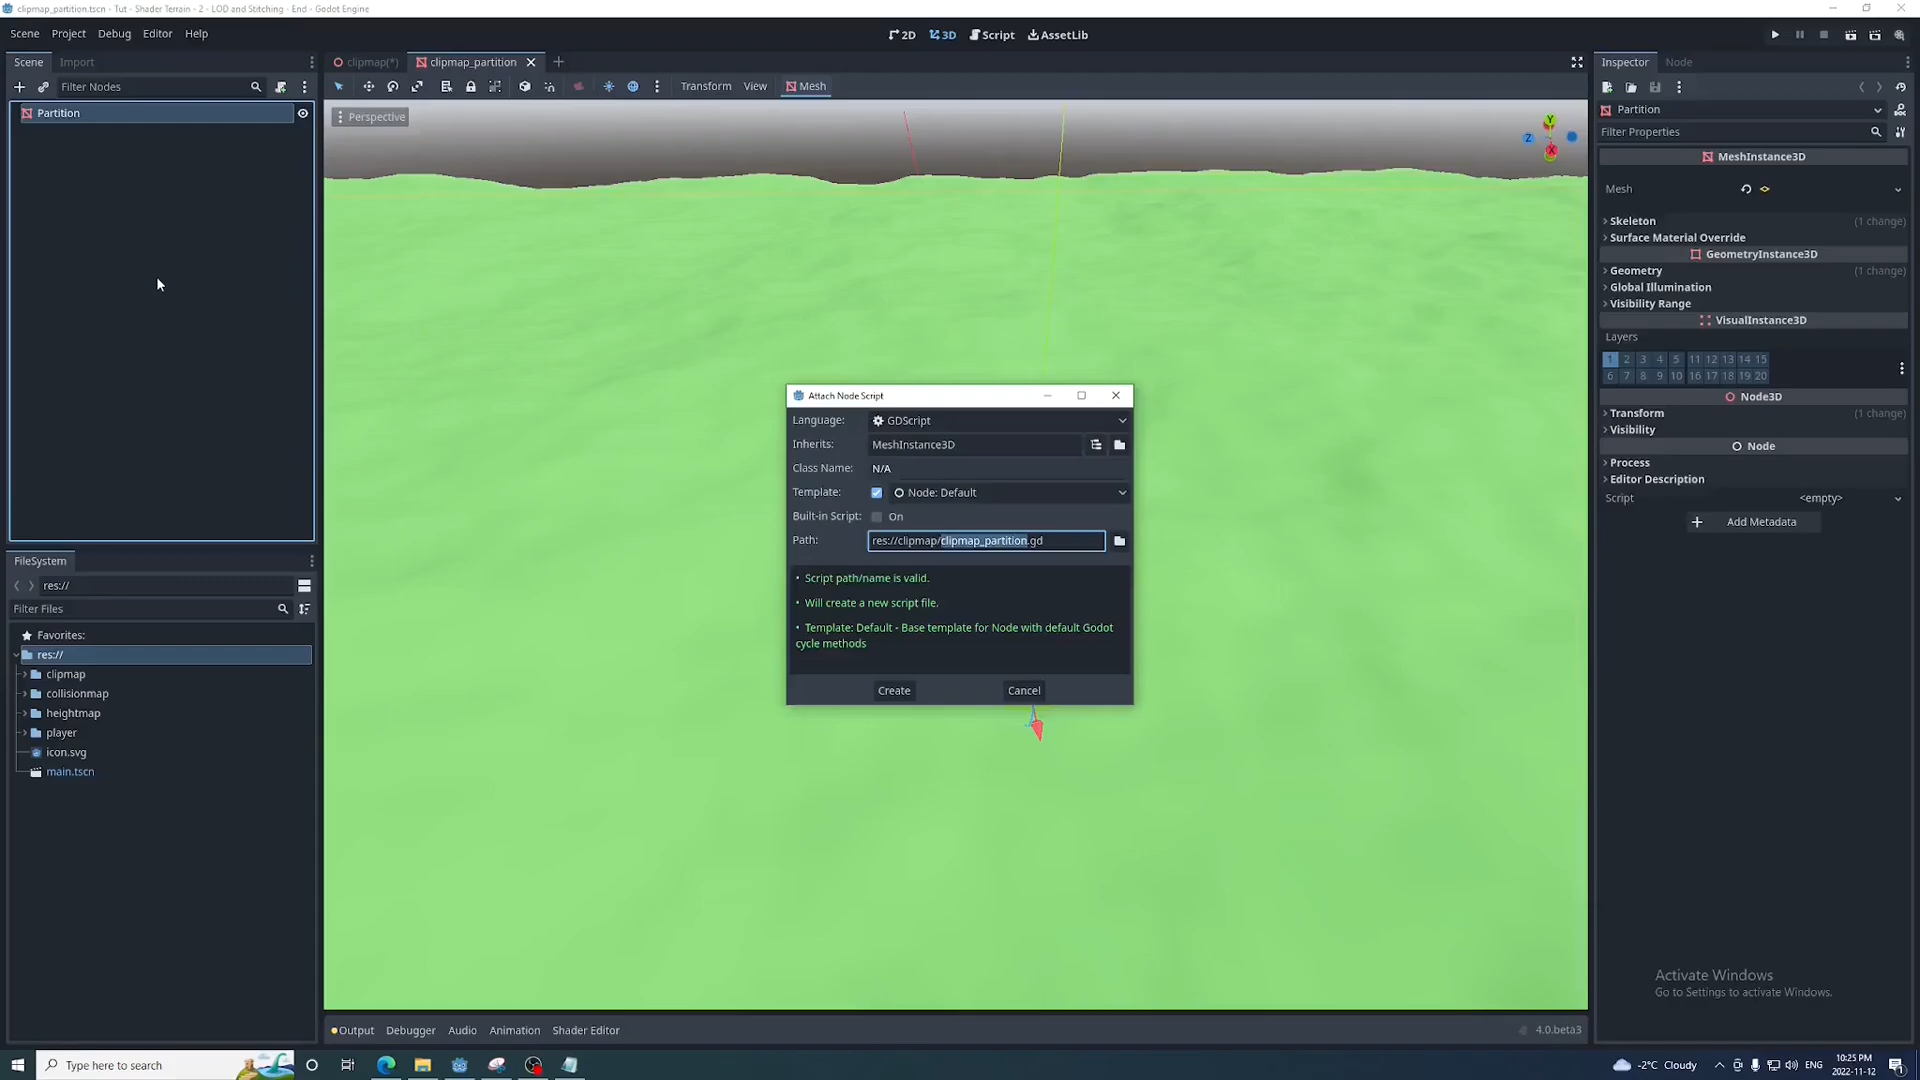 clipmap_partition.tscn - Tut - Shader Terrain - 2 - LOD and Stitching - End - Godot Engine
Scene Project Debug Editor Help
2D 3D Script AssetLib
Scene Import
clipmap(*) clipmap_partition
Inspector Node
Filter Nodes
Transform View Mesh
Partition
Perspective
Y
Z
X
Partition
Filter Properties
MeshInstance3D
Mesh
Skeleton (1 change)
Surface Material Override
GeometryInstance3D
Geometry (1 change)
Global Illumination
Visibility Range
VisualInstance3D
Layers
1 2 3 4 5 11 12 13 14 15
6 7 8 9 10 16 17 18 19 20
Node3D
Transform (1 change)
Visibility
Node
Process
Editor Description
Script <empty>
Add Metadata
Attach Node Script
Language: GDScript
Inherits: MeshInstance3D
Class Name: N/A
Template: Node: Default
Built-in Script: On
Path: res://clipmap/clipmap_partition.gd
• Script path/name is valid.
• Will create a new script file.
• Template: Default - Base template for Node with default Godot
cycle methods
Create Cancel
FileSystem
res://
Filter Files
Favorites:
res://
clipmap
collisionmap
heightmap
player
icon.svg
main.tscn
Activate Windows
Go to Settings to activate Windows.
Output Debugger Audio Animation Shader Editor
4.0.beta3
Type here to search
-2°C Cloudy
ENG
10:25 PM
2022-11-12
1